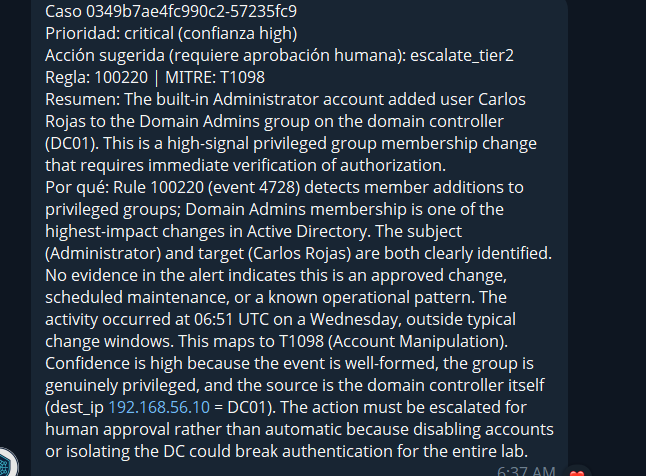 Caso 0349b7ae4fc990c2-57235fc9
Prioridad: critical (confianza high)
Acción sugerida (requiere aprobación humana): escalate_tier2
Regla: 100220 | MITRE: T1098
Resumen: The built-in Administrator account added user Carlos
Rojas to the Domain Admins group on the domain controller
(DC01). This is a high-signal privileged group membership change
that requires immediate verification of authorization.
Por qué: Rule 100220 (event 4728) detects member additions to
privileged groups; Domain Admins membership is one of the
highest-impact changes in Active Directory. The subject
(Administrator) and target (Carlos Rojas) are both clearly identified.
No evidence in the alert indicates this is an approved change,
scheduled maintenance, or a known operational pattern. The
activity occurred at 06:51 UTC on a Wednesday, outside typical
change windows. This maps to T1098 (Account Manipulation).
Confidence is high because the event is well-formed, the group is
genuinely privileged, and the source is the domain controller itself
(dest_ip 192.168.56.10 = DC01). The action must be escalated for
human approval rather than automatic because disabling accounts
or isolating the DC could break authentication for the entire lab.
6:37 AM